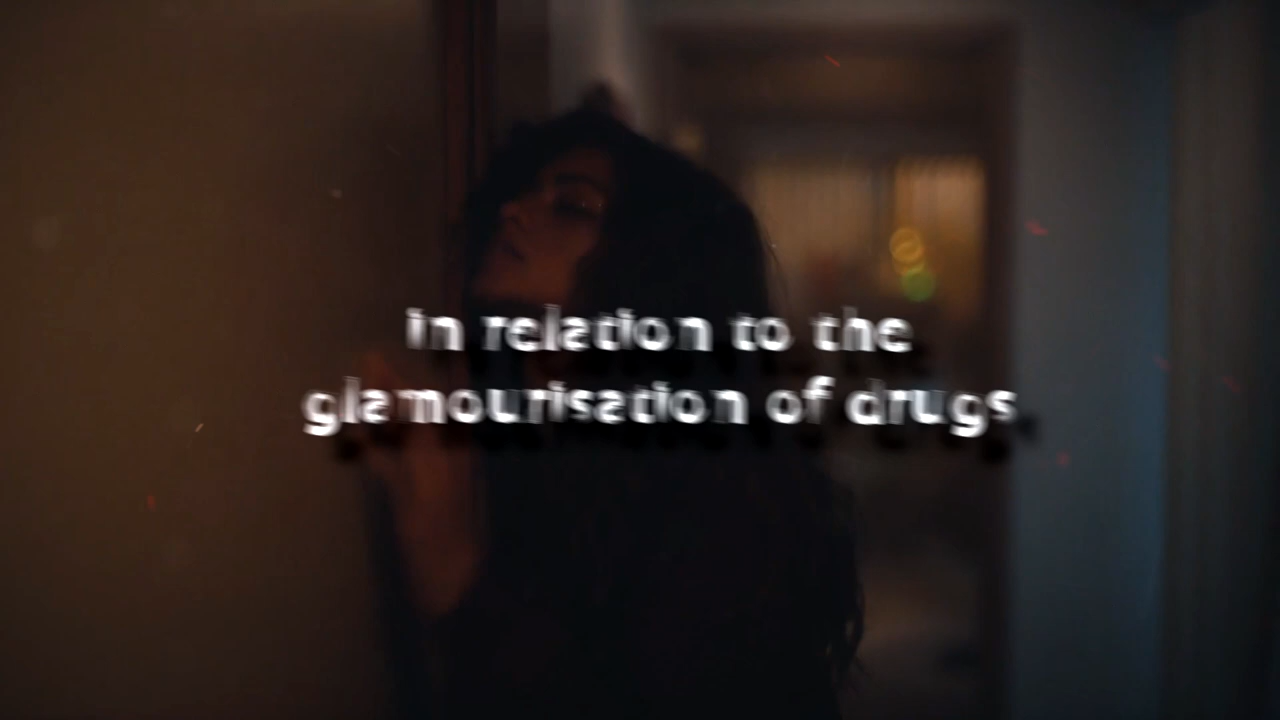 in relation to the
glamourisation of drugs.